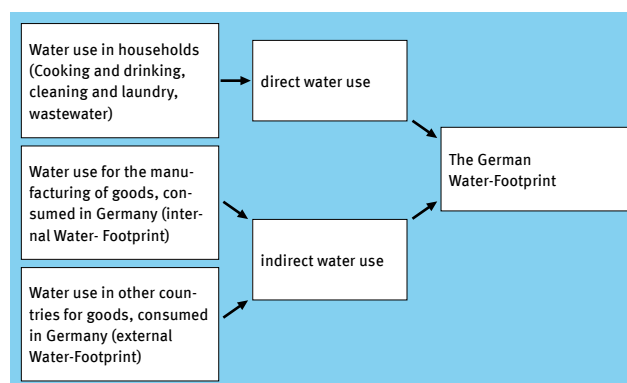 Water use in households
(Cooking and drinking,
cleaning and laundry,
wastewater)
direct water use
Water use for the manu-
facturing of goods, con-
sumed in Germany (inter-
nal Water- Footprint)
indirect water use
Water use in other coun-
tries for goods, consumed
in Germany (external
Water-Footprint)
The German
Water-Footprint